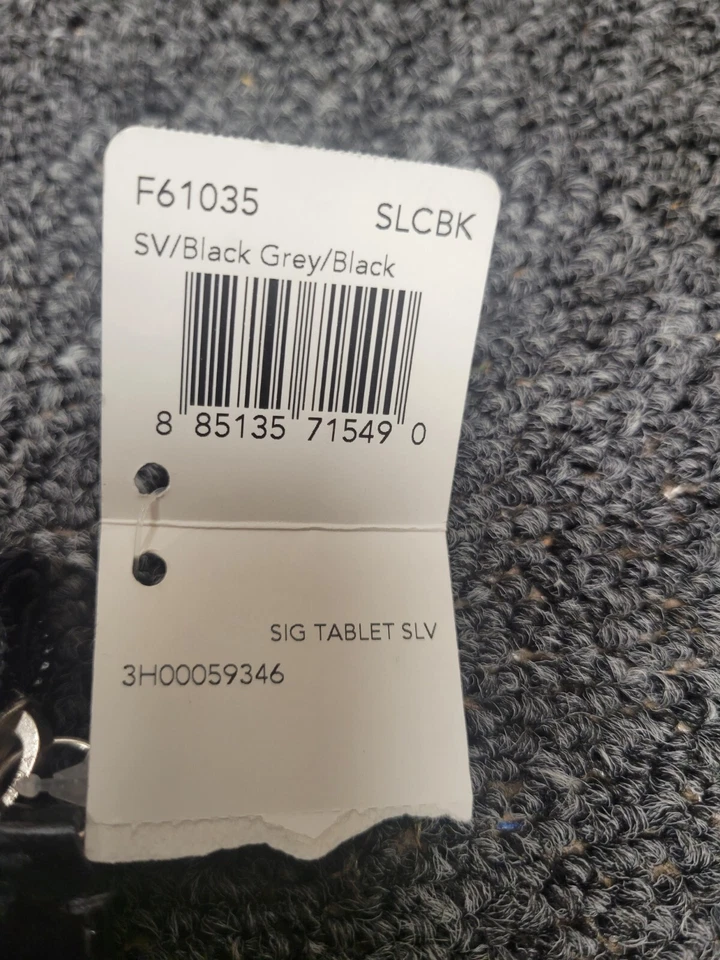 F61035
SLCBK
SV/Black Grey/Black
8 85135 71549 0
SIG TABLET SLV
3H00059346